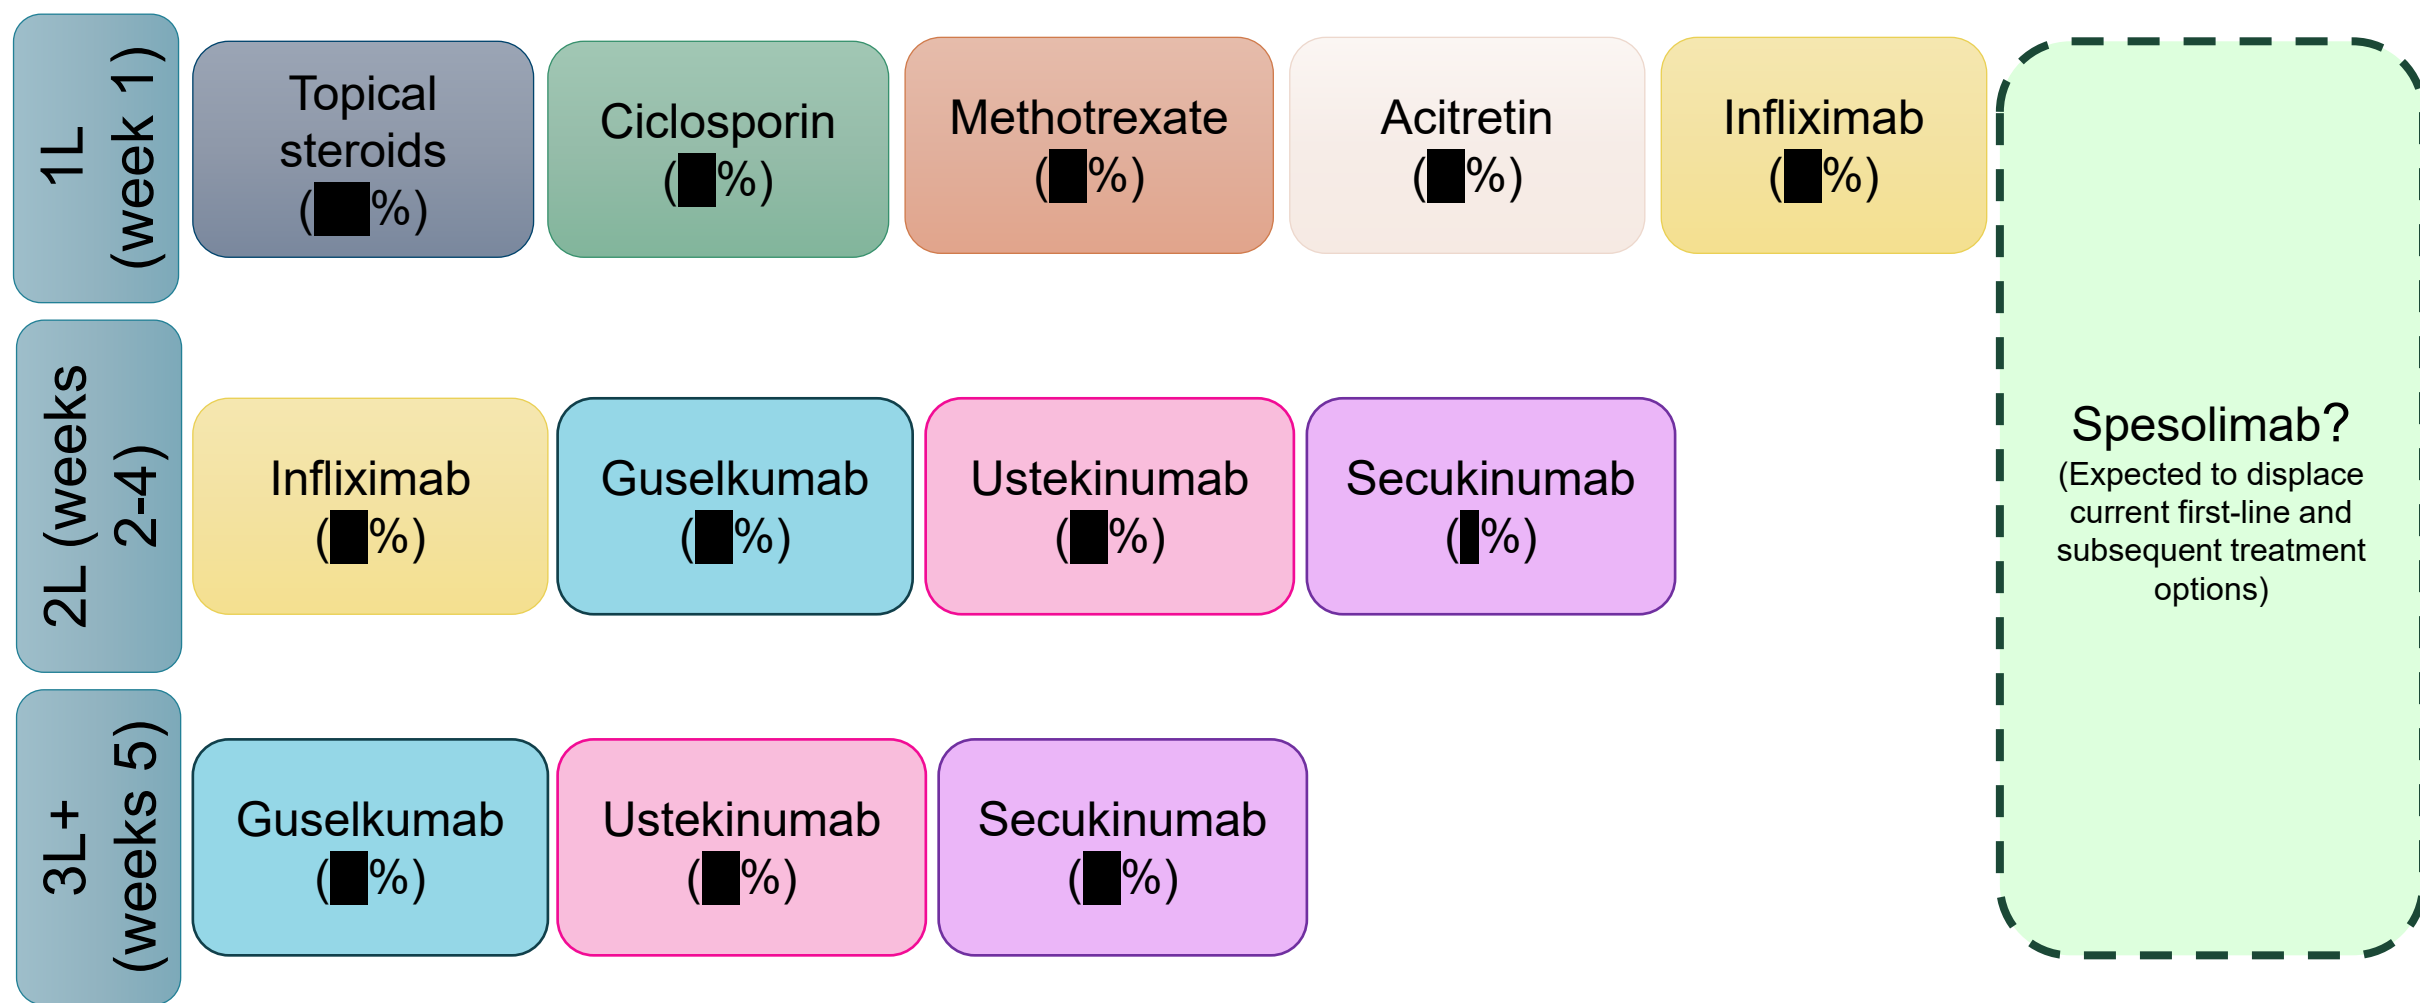 1L
(week 1)
Topical
steroids
(%)
Ciclosporin
(%)
Methotrexate
(%)
Acitretin
(%)
Infliximab
(%)
2L (weeks
2-4)
Infliximab
(%)
Guselkumab
(%)
Ustekinumab
(%)
Secukinumab
(%)
3L+
(weeks 5)
Guselkumab
(%)
Ustekinumab
(%)
Secukinumab
(%)
Spesolimab?
(Expected to displace
current first-line and
subsequent treatment
options)